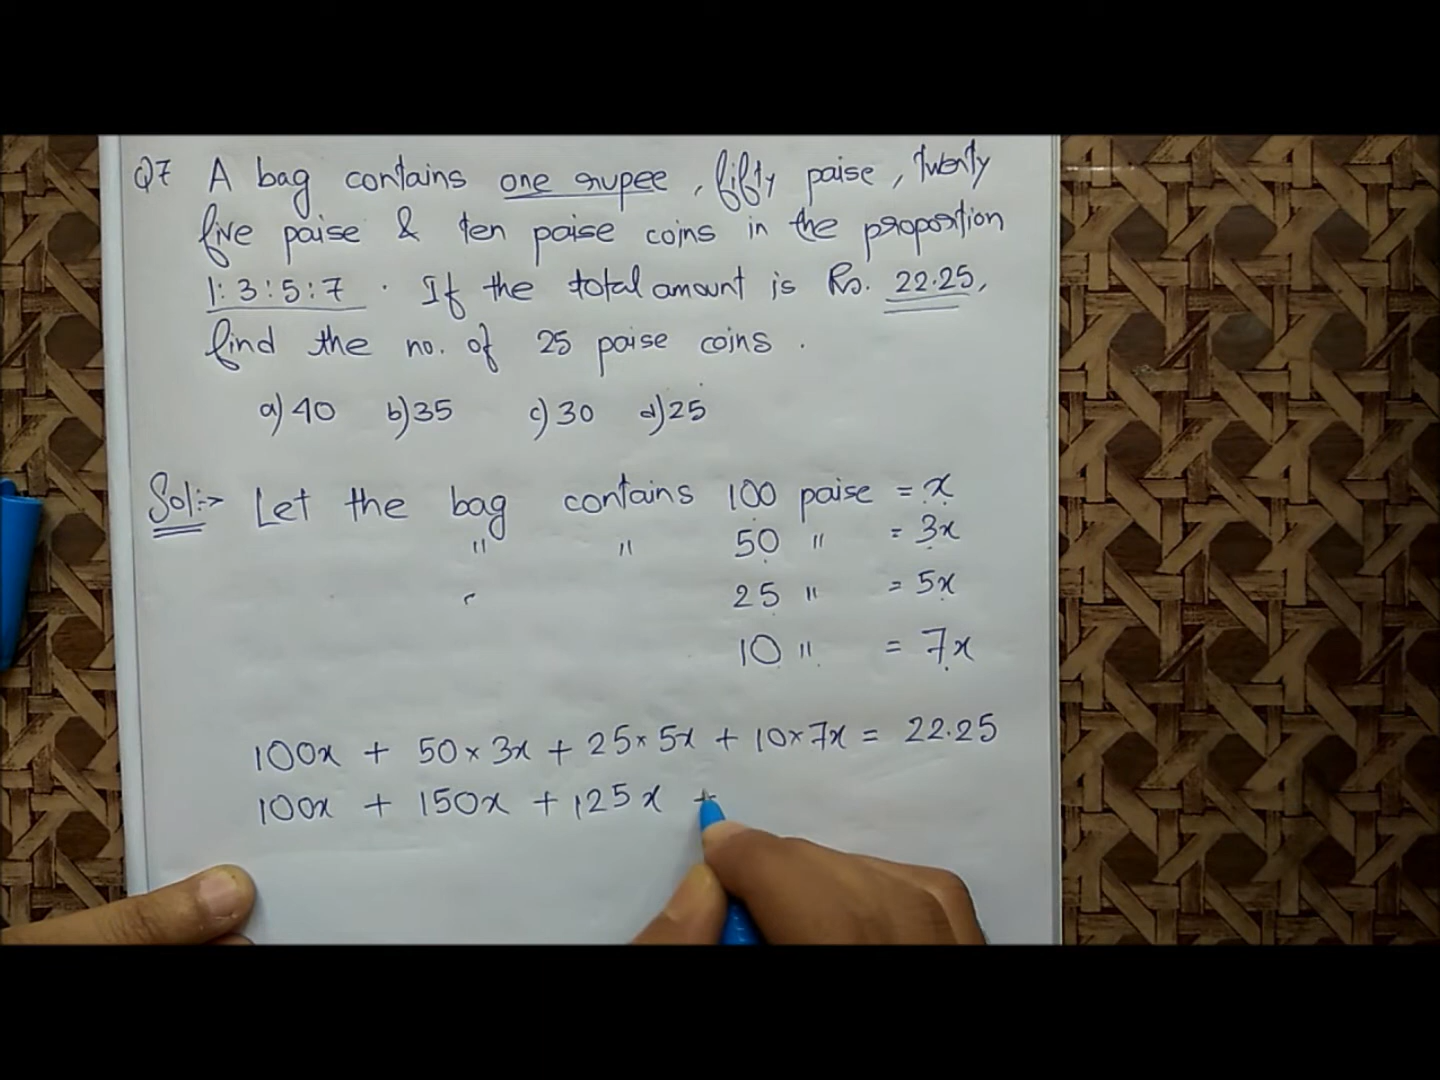 Q7 A bag contains one rupee, fifty paise, twenty
five paise & ten paise coins in the proportion
1:3:5:7. If the total amount is Rs. 22.25,
find the no. of 25 paise coins.
a) 40 b) 35 c) 30 d) 25
Sol:-> Let the bag contains 100 paise = x
" " 50 " = 3x
25 " = 5x
10 " = 7x
100x + 50×3x + 25×5x + 10×7x = 22.25
100x + 150x + 125x +